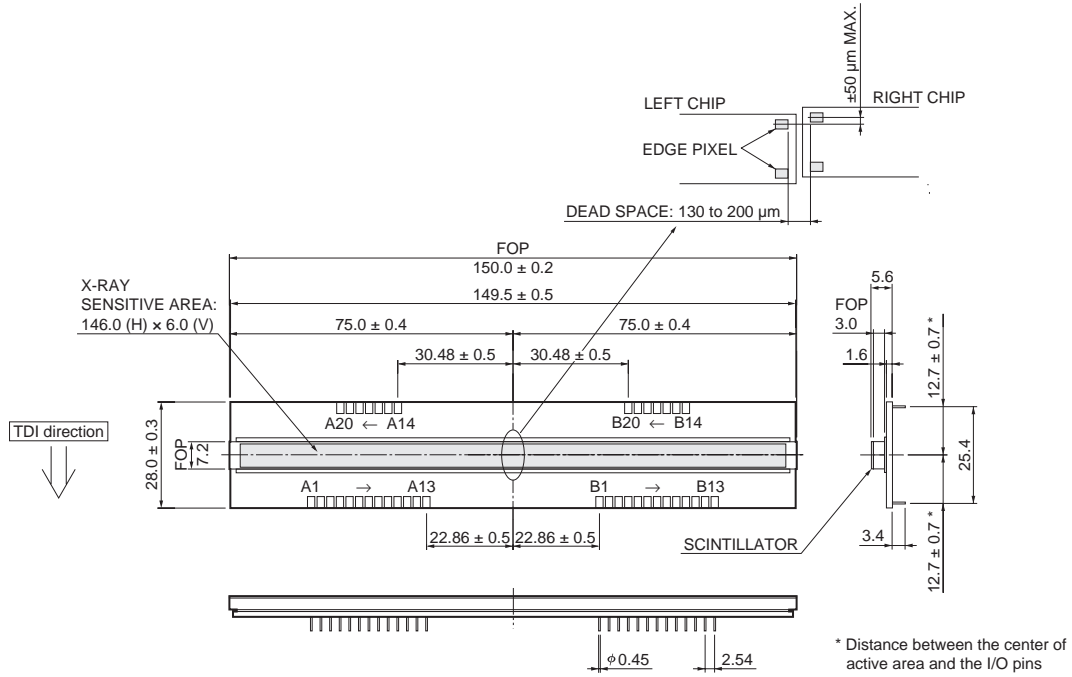 ±50 µm MAX.
LEFT CHIP
RIGHT CHIP
EDGE PIXEL
DEAD SPACE: 130 to 200 µm
FOP
150.0 ± 0.2
149.5 ± 0.5
X-RAY
SENSITIVE AREA:
146.0 (H) × 6.0 (V)
75.0 ± 0.4
75.0 ± 0.4
30.48 ± 0.5
30.48 ± 0.5
5.6
FOP
3.0
1.6
12.7 ± 0.7 *
A20 ← A14
B20 ← B14
TDI direction
28.0 ± 0.3
FOP
7.2
25.4
A1 → A13
B1 → B13
22.86 ± 0.5
22.86 ± 0.5
SCINTILLATOR
3.4
12.7 ± 0.7 *
ϕ0.45
2.54
* Distance between the center of
active area and the I/O pins